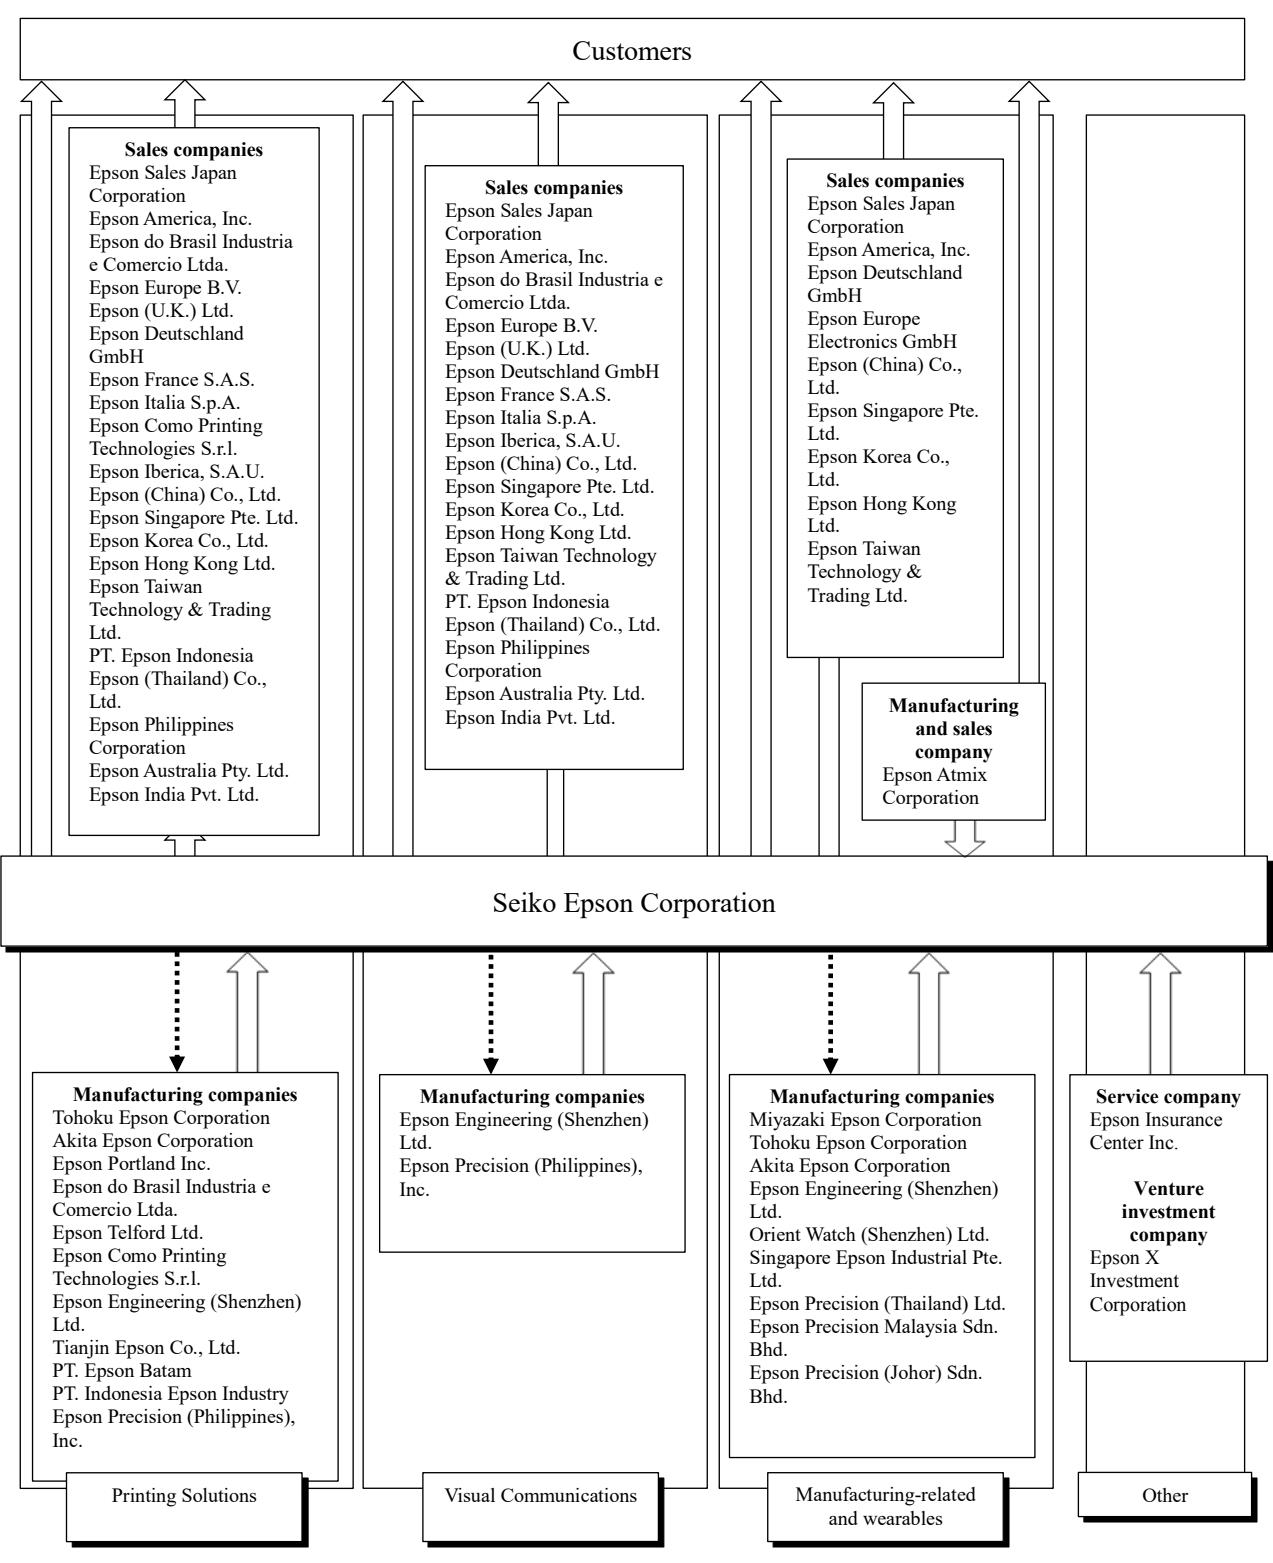 Customers
Sales companies
Epson Sales Japan
Corporation
Epson America, Inc.
Epson do Brasil Industria
e Comercio Ltda.
Epson Europe B.V.
Epson (U.K.) Ltd.
Epson Deutschland
GmbH
Epson France S.A.S.
Epson Italia S.p.A.
Epson Como Printing
Technologies S.r.l.
Epson Iberica, S.A.U.
Epson (China) Co., Ltd.
Epson Singapore Pte. Ltd.
Epson Korea Co., Ltd.
Epson Hong Kong Ltd.
Epson Taiwan
Technology & Trading
Ltd.
PT. Epson Indonesia
Epson (Thailand) Co.,
Ltd.
Epson Philippines
Corporation
Epson Australia Pty. Ltd.
Epson India Pvt. Ltd.
Sales companies
Epson Sales Japan
Corporation
Epson America, Inc.
Epson do Brasil Industria e
Comercio Ltda.
Epson Europe B.V.
Epson (U.K.) Ltd.
Epson Deutschland GmbH
Epson France S.A.S.
Epson Italia S.p.A.
Epson Iberica, S.A.U.
Epson (China) Co., Ltd.
Epson Singapore Pte. Ltd.
Epson Korea Co., Ltd.
Epson Hong Kong Ltd.
Epson Taiwan Technology
& Trading Ltd.
PT. Epson Indonesia
Epson (Thailand) Co., Ltd.
Epson Philippines
Corporation
Epson Australia Pty. Ltd.
Epson India Pvt. Ltd.
Sales companies
Epson Sales Japan
Corporation
Epson America, Inc.
Epson Deutschland
GmbH
Epson Europe
Electronics GmbH
Epson (China) Co.,
Ltd.
Epson Singapore Pte.
Ltd.
Epson Korea Co.,
Ltd.
Epson Hong Kong
Ltd.
Epson Taiwan
Technology &
Trading Ltd.
Manufacturing
and sales
company
Epson Atmix
Corporation
Seiko Epson Corporation
Manufacturing companies
Tohoku Epson Corporation
Akita Epson Corporation
Epson Portland Inc.
Epson do Brasil Industria e
Comercio Ltda.
Epson Telford Ltd.
Epson Como Printing
Technologies S.r.l.
Epson Engineering (Shenzhen)
Ltd.
Tianjin Epson Co., Ltd.
PT. Epson Batam
PT. Indonesia Epson Industry
Epson Precision (Philippines),
Inc.
Manufacturing companies
Epson Engineering (Shenzhen)
Ltd.
Epson Precision (Philippines),
Inc.
Manufacturing companies
Miyazaki Epson Corporation
Tohoku Epson Corporation
Akita Epson Corporation
Epson Engineering (Shenzhen)
Ltd.
Orient Watch (Shenzhen) Ltd.
Singapore Epson Industrial Pte.
Ltd.
Epson Precision (Thailand) Ltd.
Epson Precision Malaysia Sdn.
Bhd.
Epson Precision (Johor) Sdn.
Bhd.
Service company
Epson Insurance
Center Inc.
Venture
investment
company
Epson X
Investment
Corporation
Printing Solutions
Visual Communications
Manufacturing-related
and wearables
Other